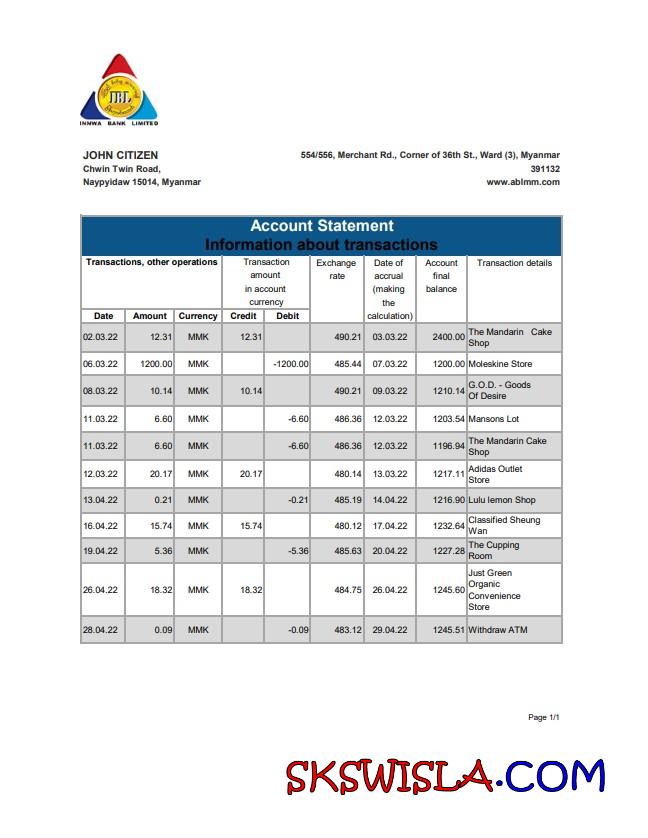 IBL
INNWA BANK LIMITED
JOHN CITIZEN
Chwin Twin Road,
Naypyidaw 15014, Myanmar
554/556, Merchant Rd., Corner of 36th St., Ward (3), Myanmar
391132
www.ablmm.com
Account Statement
Information about transactions
Transactions, other operations
Transaction
amount
in account
currency
Exchange
rate
Date of
accrual
(making
the
calculation)
Account
final
balance
Transaction details
Date Amount Currency Credit Debit
02.03.22 12.31 MMK 12.31 490.21 03.03.22 2400.00 The Mandarin Cake
Shop
06.03.22 1200.00 MMK -1200.00 485.44 07.03.22 1200.00 Moleskine Store
08.03.22 10.14 MMK 10.14 490.21 09.03.22 1210.14 G.O.D. - Goods
Of Desire
11.03.22 6.60 MMK -6.60 486.36 12.03.22 1203.54 Mansons Lot
11.03.22 6.60 MMK -6.60 486.36 12.03.22 1196.94 The Mandarin Cake
Shop
12.03.22 20.17 MMK 20.17 480.14 13.03.22 1217.11 Adidas Outlet
Store
13.04.22 0.21 MMK -0.21 485.19 14.04.22 1216.90 Lulu lemon Shop
16.04.22 15.74 MMK 15.74 480.12 17.04.22 1232.64 Classified Sheung
Wan
19.04.22 5.36 MMK -5.36 485.63 20.04.22 1227.28 The Cupping
Room
26.04.22 18.32 MMK 18.32 484.75 26.04.22 1245.60 Just Green
Organic
Convenience
Store
28.04.22 0.09 MMK -0.09 483.12 29.04.22 1245.51 Withdraw ATM
Page 1/1
SKSWISLA.COM